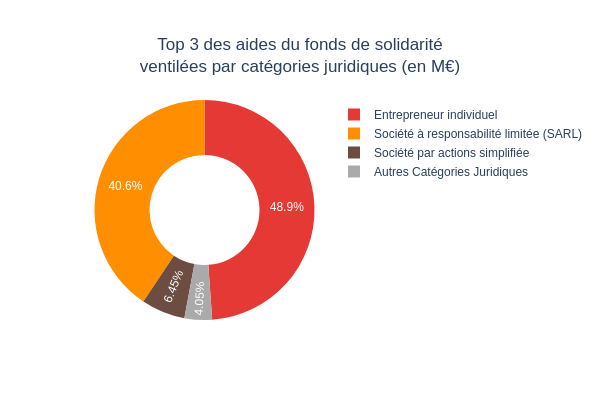 Top 3 des aides du fonds de solidarité
ventilées par catégories juridiques (en M€)
Entrepreneur individuel
Société à responsabilité limitée (SARL)
Société par actions simplifiée
Autres Catégories Juridiques
40.6%
48.9%
6.45%
4.05%